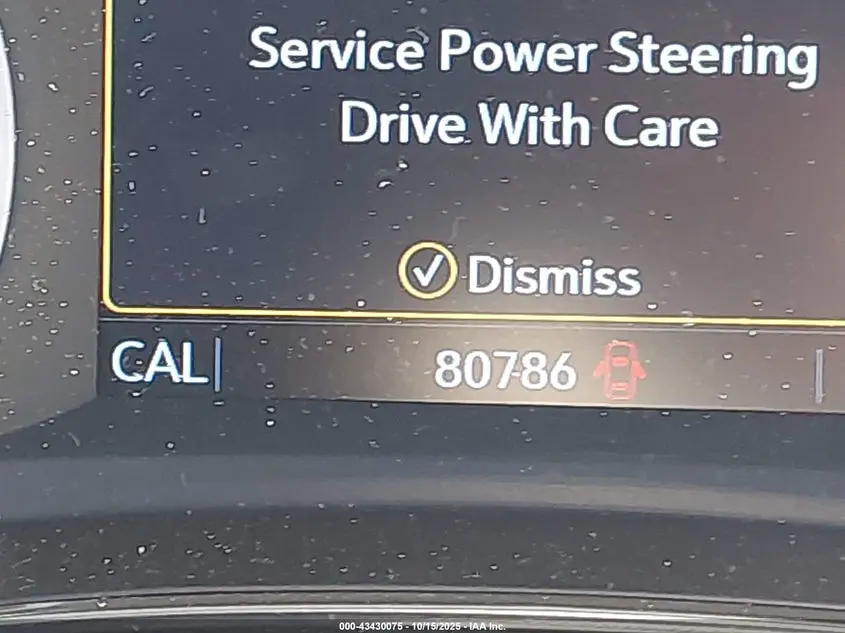 Service Power Steering
Drive With Care
Dismiss
CAL
80786
000-43430075 - 10/15/2025 - IAA Inc.